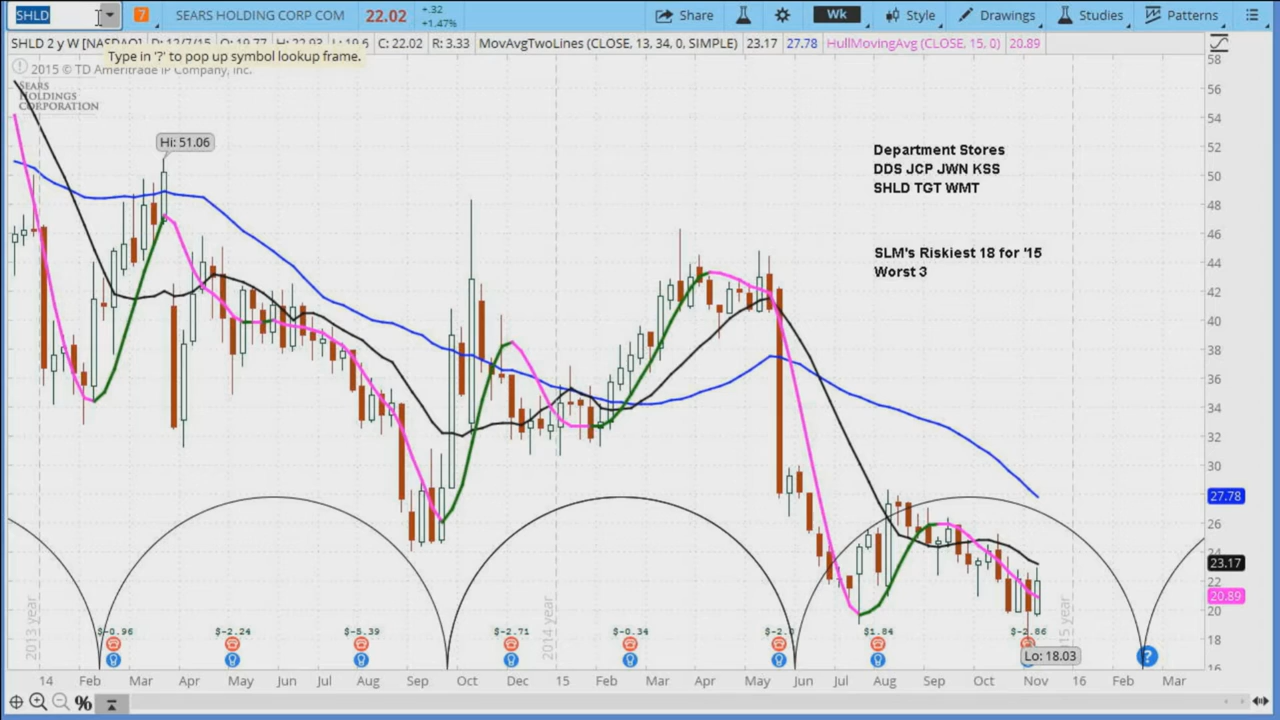 SHLD
7
SEARS HOLDING CORP COM
22.02
+.32
+1.47%
Share
Wk
Style
Drawings
Studies
Patterns
SHLD 2 y W [NASDAQ] D: 12/7/15 O: 19.77 H: 22.93 L: 19.6 C: 22.02 R: 3.33 MovAvgTwoLines (CLOSE, 13, 34, 0, SIMPLE) 23.17 27.78 HullMovingAvg (CLOSE, 15, 0) 20.89
Type in '?' to pop up symbol lookup frame.
2015 © TD Ameritrade IP Company, Inc.
SEARS
HOLDINGS
CORPORATION
Hi: 51.06
Department Stores
DDS JCP JWN KSS
SHLD TGT WMT
SLM's Riskiest 18 for '15
Worst 3
58
56
54
52
50
48
46
44
42
40
38
36
34
32
30
27.78
26
24
23.17
22
20.89
20
18
16
2013 year
2014 year
$-0.96
$-2.24
$-5.39
$-2.71
$-0.34
$1.84
$-2.86
Lo: 18.03
?
14 Feb Mar Apr May Jun Jul Aug Sep Oct Dec 15 Feb Mar Apr May Jun Jul Aug Sep Oct Nov 16 Feb Mar
%